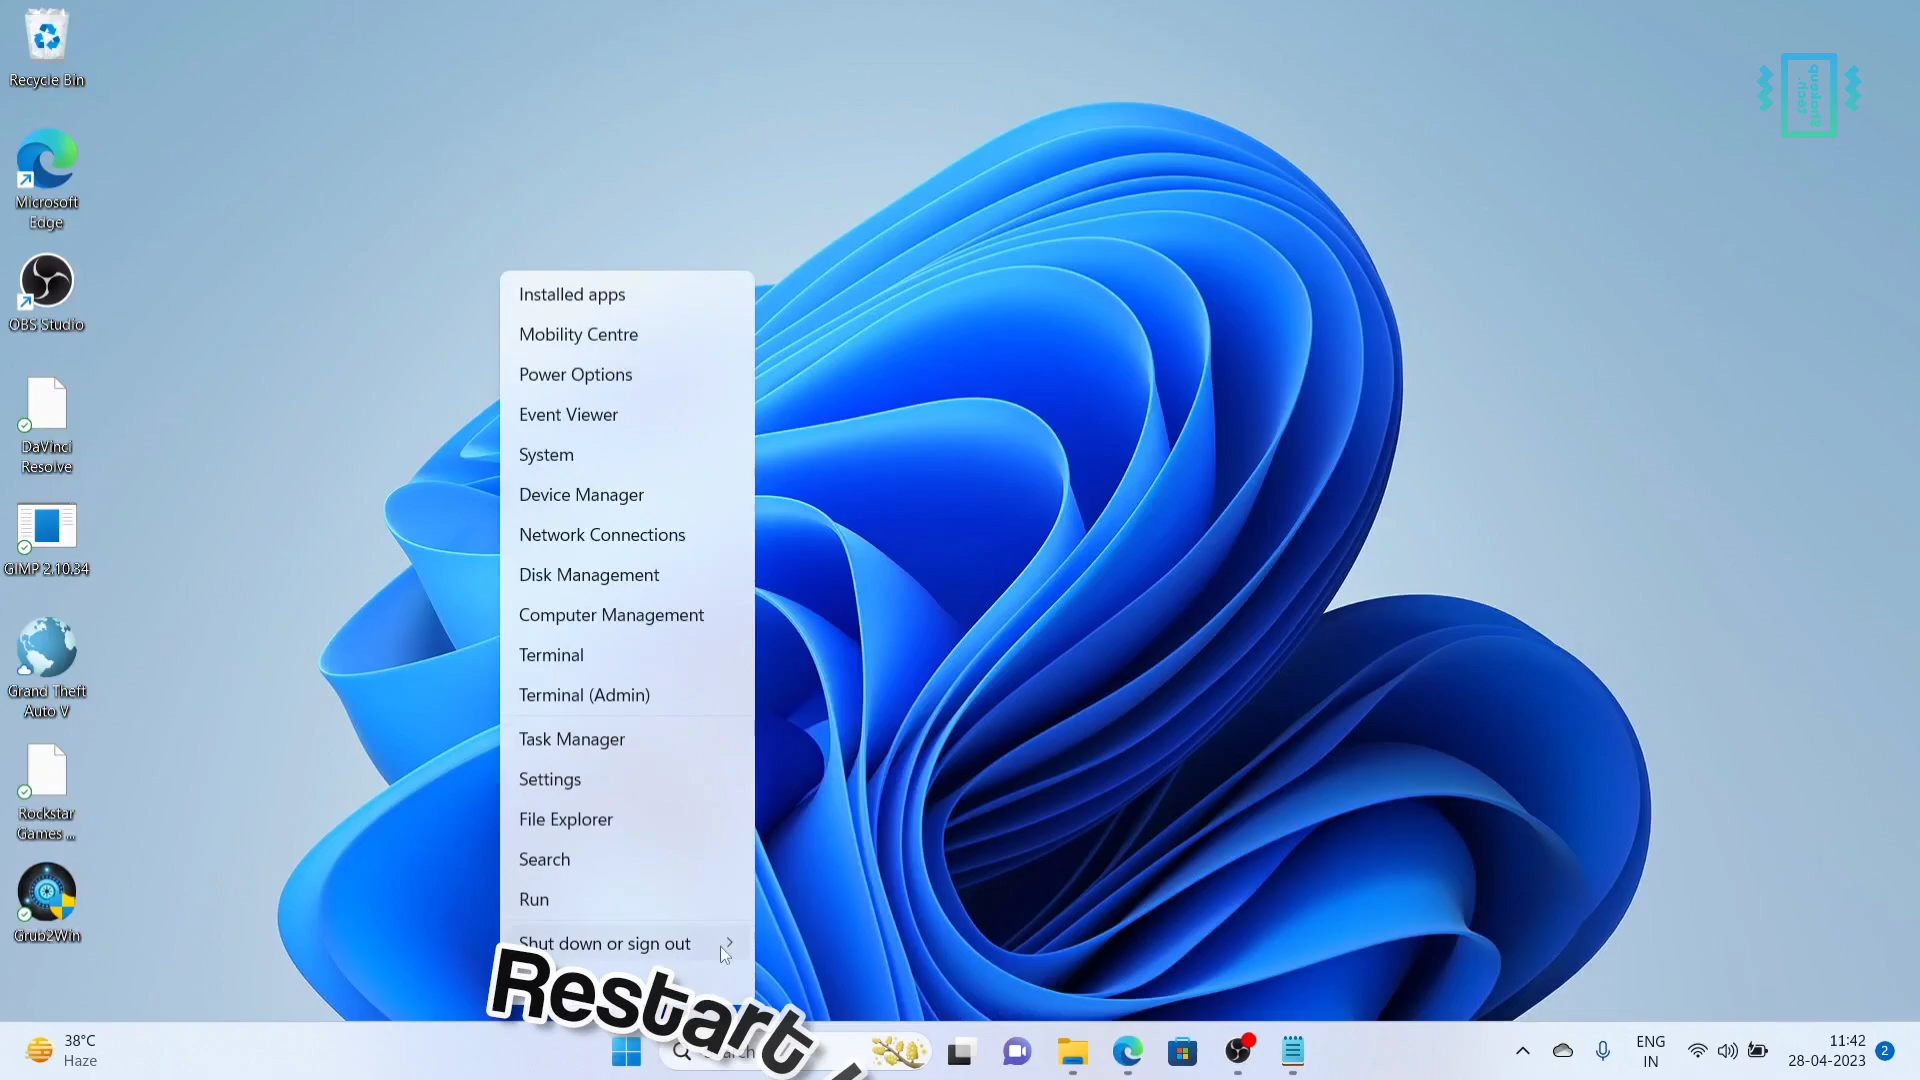 Recycle Bin
Microsoft
Edge
OBS Studio
DaVinci
Resolve
GIMP 2.10.34
Grand Theft
Auto V
Rockstar
Games ...
Grub2Win
Installed apps
Mobility Centre
Power Options
Event Viewer
System
Device Manager
Network Connections
Disk Management
Computer Management
Terminal
Terminal (Admin)
Task Manager
Settings
File Explorer
Search
Run
Shut down or sign out
Restart
38°C
Haze
Search
ENG
IN
11:42
28-04-2023
2